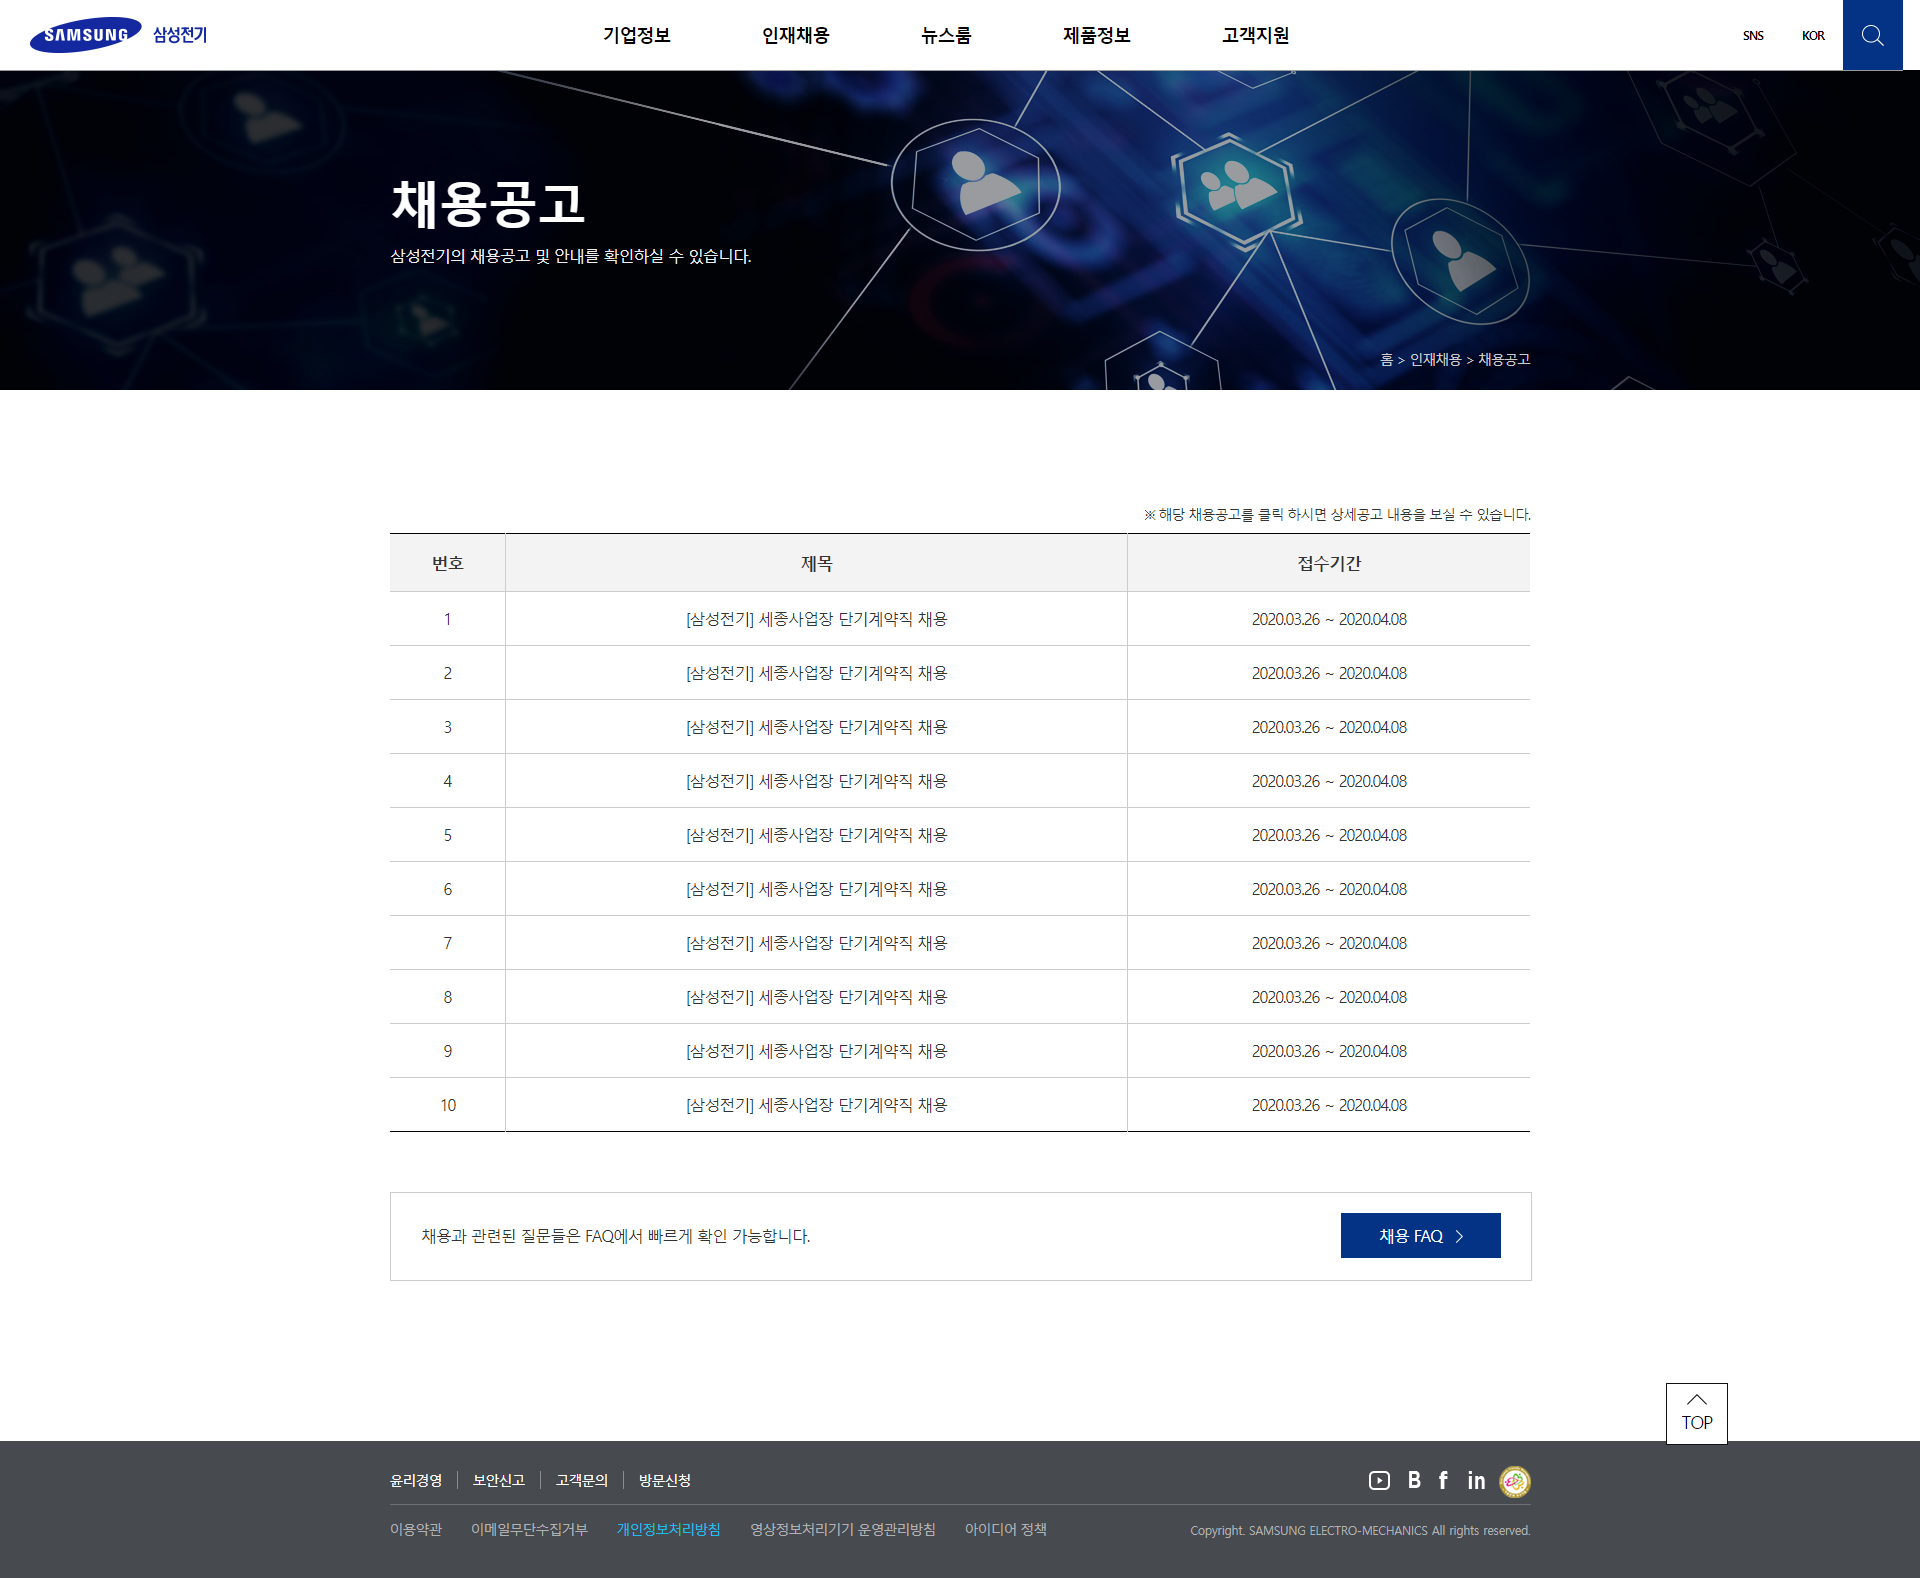 SAMSUNG 삼성전기
기업정보 인재채용 뉴스룸 제품정보 고객지원
SNS KOR
채용공고
삼성전기의 채용공고 및 안내를 확인하실 수 있습니다.
홈 > 인재채용 > 채용공고
※ 해당 채용공고를 클릭 하시면 상세공고 내용을 보실 수 있습니다.
번호 제목 접수기간
1 [삼성전기] 세종사업장 단기계약직 채용 2020.03.26 ~ 2020.04.08
2 [삼성전기] 세종사업장 단기계약직 채용 2020.03.26 ~ 2020.04.08
3 [삼성전기] 세종사업장 단기계약직 채용 2020.03.26 ~ 2020.04.08
4 [삼성전기] 세종사업장 단기계약직 채용 2020.03.26 ~ 2020.04.08
5 [삼성전기] 세종사업장 단기계약직 채용 2020.03.26 ~ 2020.04.08
6 [삼성전기] 세종사업장 단기계약직 채용 2020.03.26 ~ 2020.04.08
7 [삼성전기] 세종사업장 단기계약직 채용 2020.03.26 ~ 2020.04.08
8 [삼성전기] 세종사업장 단기계약직 채용 2020.03.26 ~ 2020.04.08
9 [삼성전기] 세종사업장 단기계약직 채용 2020.03.26 ~ 2020.04.08
10 [삼성전기] 세종사업장 단기계약직 채용 2020.03.26 ~ 2020.04.08
채용과 관련된 질문들은 FAQ에서 빠르게 확인 가능합니다.
채용 FAQ
TOP
윤리경영 보안신고 고객문의 방문신청
B f in
이용약관 이메일무단수집거부 개인정보처리방침 영상정보처리기기 운영관리방침 아이디어 정책
Copyright. SAMSUNG ELECTRO-MECHANICS All rights reserved.